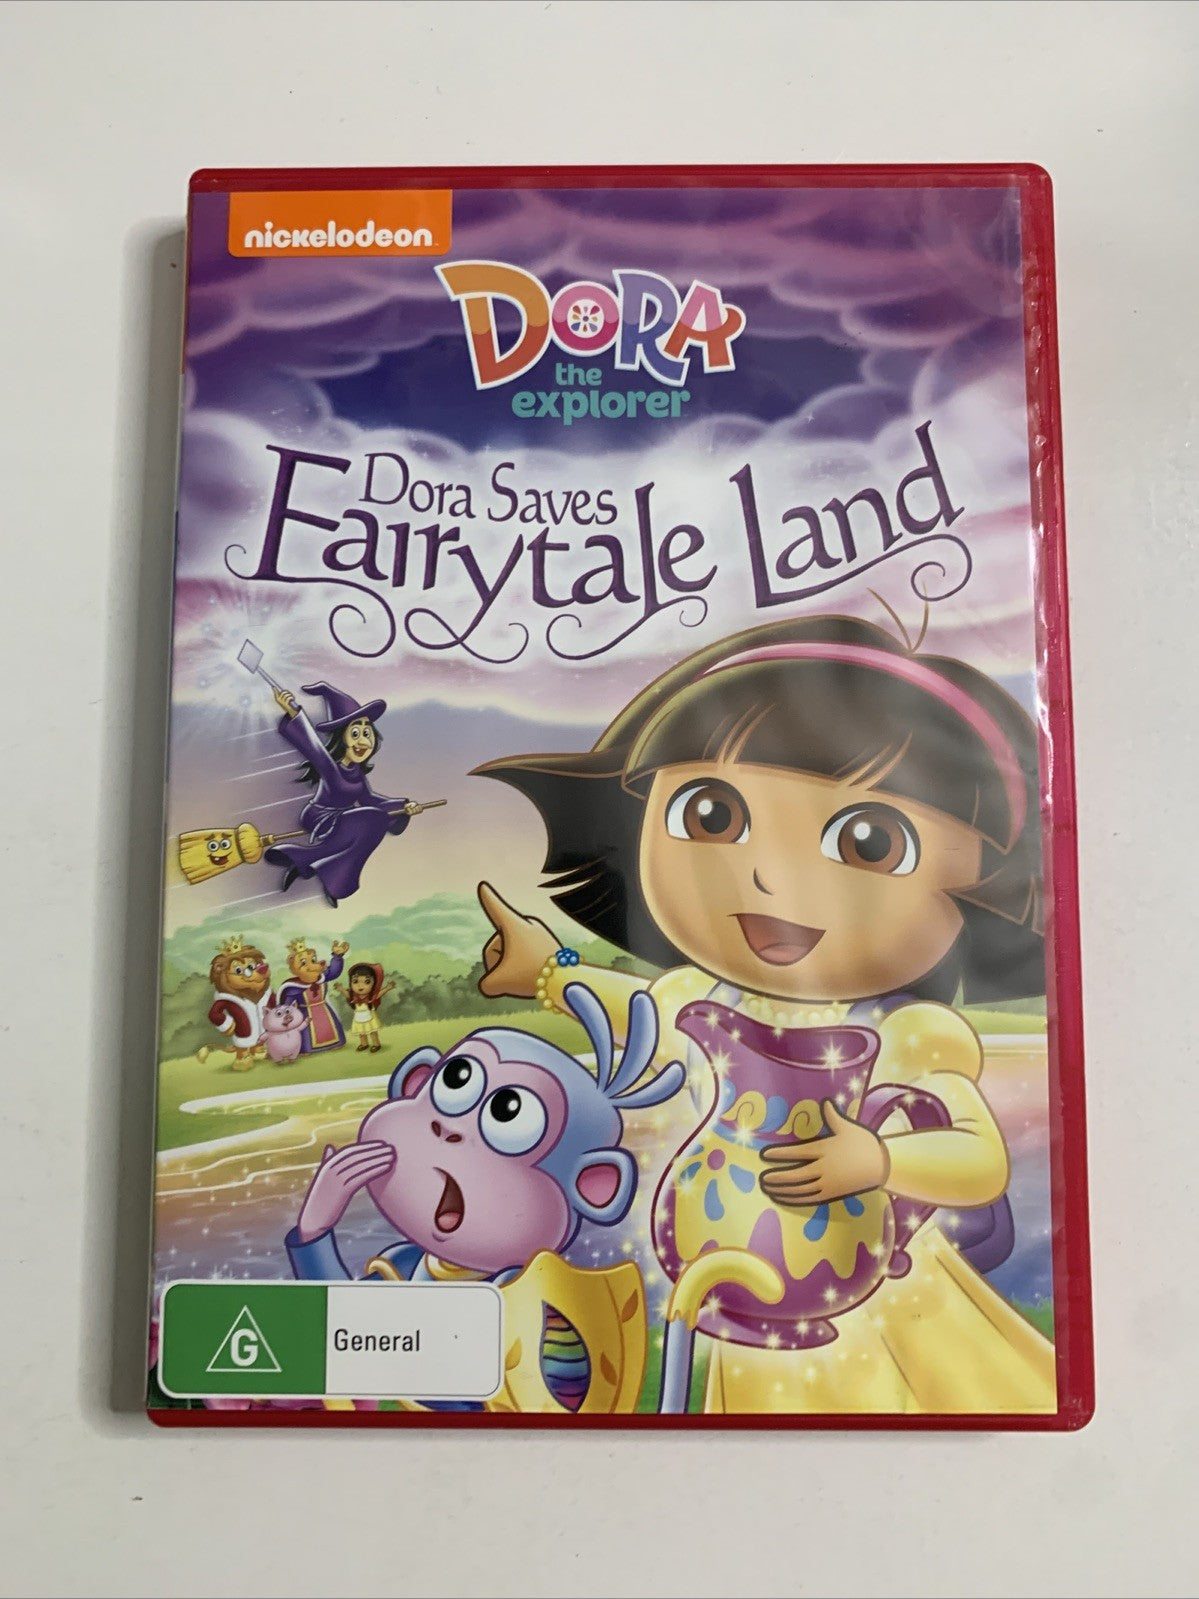 nickelodeon
DORA
the
explorer
Dora Saves
Fairytale Land
G
General